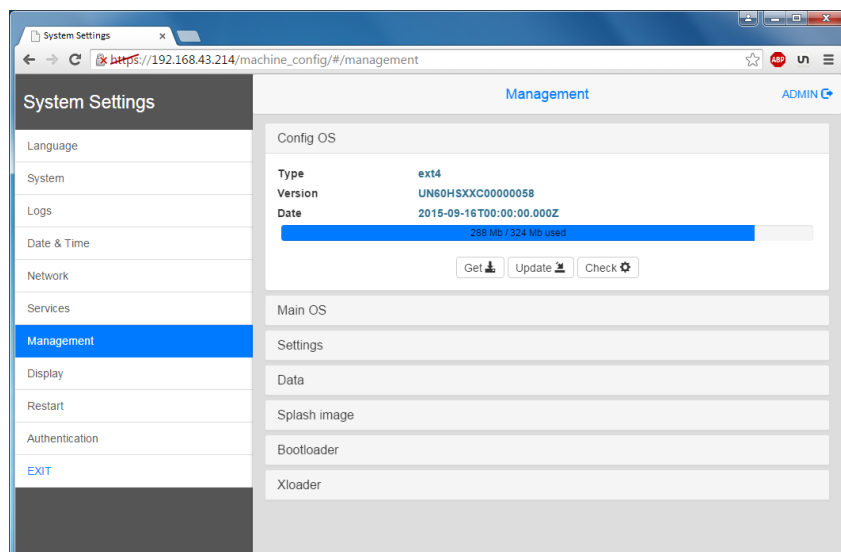 System Settings
https://192.168.43.214/machine_config/#/management
ABP
System Settings
Management
ADMIN
Language
System
Logs
Date & Time
Network
Services
Management
Display
Restart
Authentication
EXIT
Config OS
Type ext4
Version UN60HSXXC00000058
Date 2015-09-16T00:00:00.000Z
288 Mb / 324 Mb used
Get
Update
Check
Main OS
Settings
Data
Splash image
Bootloader
Xloader